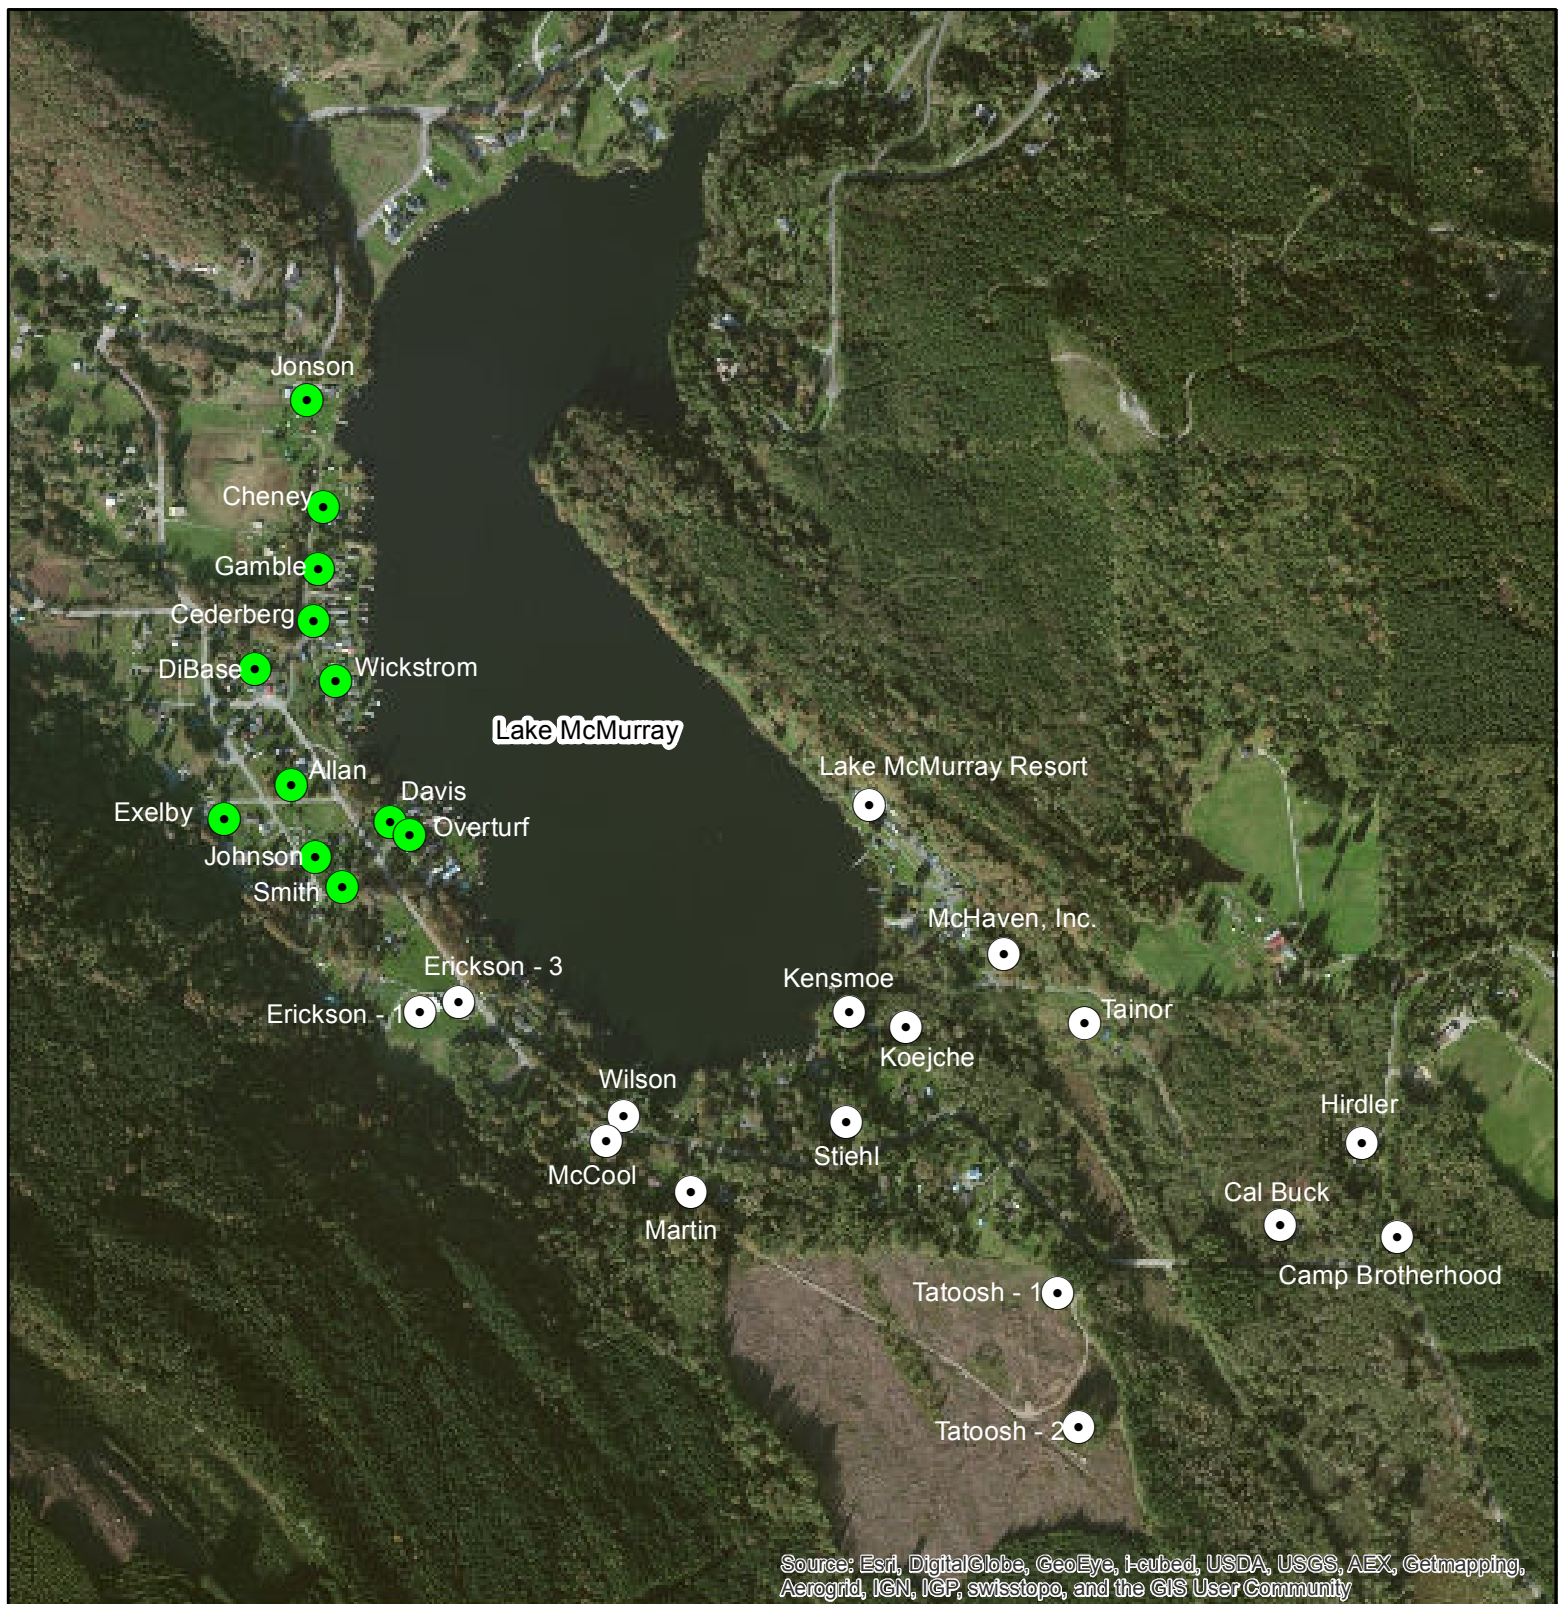 Jonson
Cheney
Gamble
Cederberg
DiBase
Wickstrom
Lake McMurray
Lake McMurray Resort
Allan
Davis
Exelby
Overturf
Johnson
Smith
McHaven, Inc.
Erickson - 3
Kensmoe
Erickson - 1
Tainor
Koejche
Wilson
Hirdler
Stiehl
McCool
Cal Buck
Martin
Camp Brotherhood
Tatoosh - 1
Tatoosh - 2
Source: Esri, DigitalGlobe, GeoEye, i-cubed, USDA, USGS, AEX, Getmapping,
Aerogrid, IGN, IGP, swisstopo, and the GIS User Community